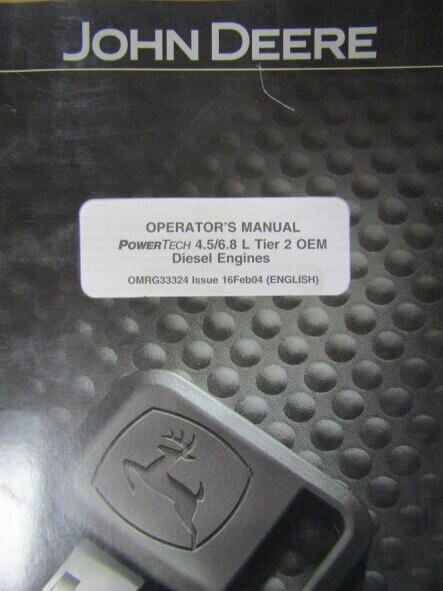 JOHN DEERE
OPERATOR'S MANUAL
POWERTECH 4.5/6.8 L Tier 2 OEM
Diesel Engines
OMRG33324 Issue 16Feb04 (ENGLISH)